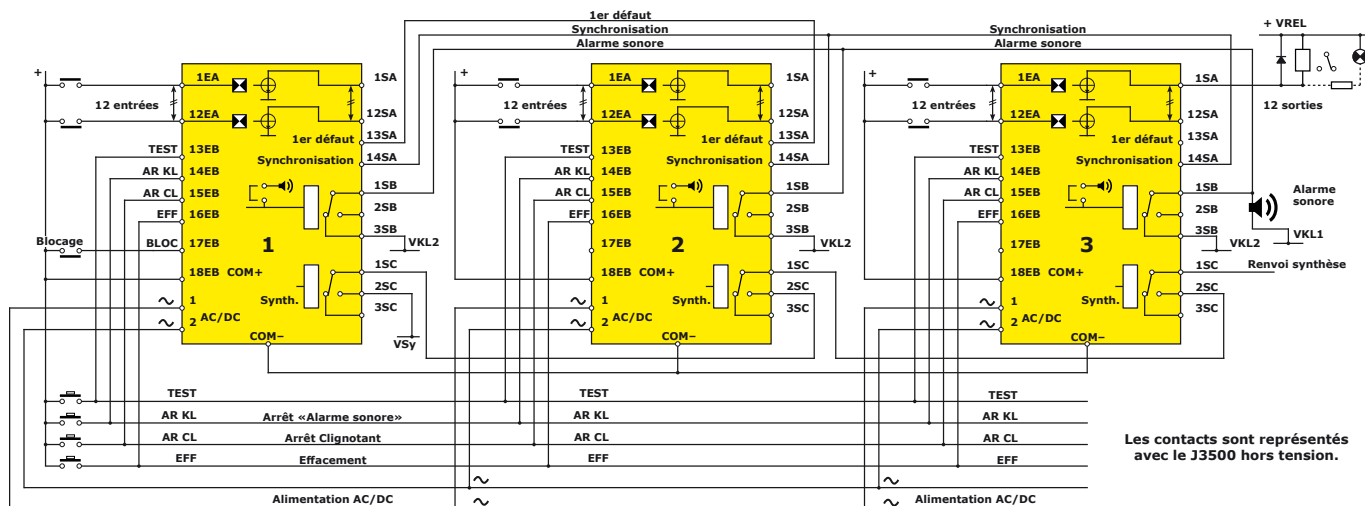 1er défaut
Synchronisation
Alarme sonore
Synchronisation
Alarme sonore
+ VREL
+
1EA
1SA
12 entrées
12EA
12SA
1er défaut
13SA
TEST
13EB
Synchronisation
14SA
AR KL
14EB
AR CL
15EB
1SB
EFF
16EB
2SB
Blocage
BLOC
17EB
1
3SB
VKL2
18EB
COM+
1SC
Synth.
2SC
1
AC/DC
3SC
2
VSy
COM–
+
1EA
1SA
12 entrées
12EA
12SA
1er défaut
13SA
TEST
13EB
Synchronisation
14SA
AR KL
14EB
AR CL
15EB
1SB
EFF
16EB
2SB
17EB
2
3SB
VKL2
18EB
COM+
1SC
Synth.
2SC
1
AC/DC
3SC
2
COM–
+
1EA
1SA
12 entrées
12 sorties
12EA
12SA
1er défaut
13SA
TEST
13EB
Synchronisation
14SA
AR KL
14EB
AR CL
15EB
1SB
Alarme
sonore
EFF
16EB
2SB
17EB
3
3SB
VKL2
VKL1
18EB
COM+
1SC
Renvoi synthèse
Synth.
2SC
1
AC/DC
3SC
2
COM–
TEST
TEST
TEST
AR KL
Arrêt «Alarme sonore»
AR KL
AR KL
AR CL
Arrêt Clignotant
AR CL
AR CL
EFF
Effacement
EFF
EFF
Alimentation AC/DC
Alimentation AC/DC
Les contacts sont représentés
avec le J3500 hors tension.